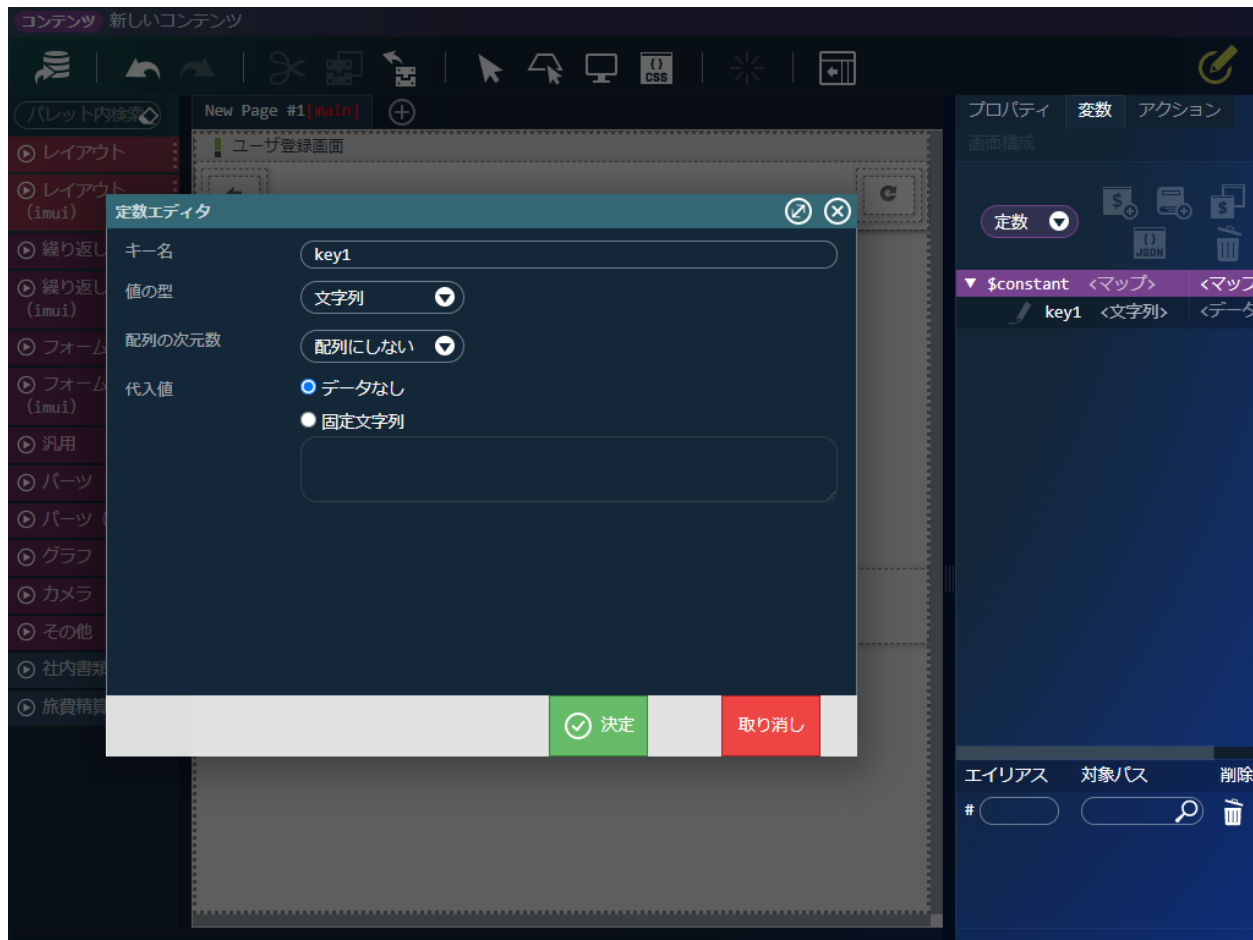 コンテンツ 新しいコンテンツ
{} CSS
パレット内検索
New Page #1[main]
プロパティ 変数 アクション
画面構成
レイアウト
レイアウト
(imui)
繰り返し
繰り返し
(imui)
フォーム
フォーム
(imui)
汎用
パーツ
パーツ (
グラフ
カメラ
その他
社内書類
旅費精算
ユーザ登録画面
定数エディタ
キー名 key1
値の型 文字列
配列の次元数 配列にしない
代入値 データなし
固定文字列
決定 取り消し
定数
{} JSON
$constant <マップ> <マップ
key1 <文字列> <データ
エイリアス 対象パス 削除
#